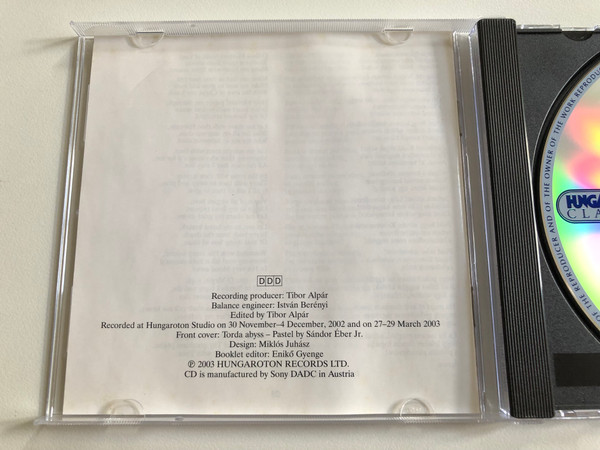 DDD
Recording producer: Tibor Alpár
Balance engineer: István Berényi
Edited by Tibor Alpár
Recorded at Hungaroton Studio on 30 November–4 December, 2002 and on 27–29 March 2003
Front cover: Torda abyss – Pastel by Sándor Éber Jr.
Design: Miklós Juhász
Booklet editor: Enikő Gyenge
℗ 2003 HUNGAROTON RECORDS LTD.
CD is manufactured by Sony DADC in Austria
OF THE REPRODUCER AND OF THE OWNER OF THE WORK